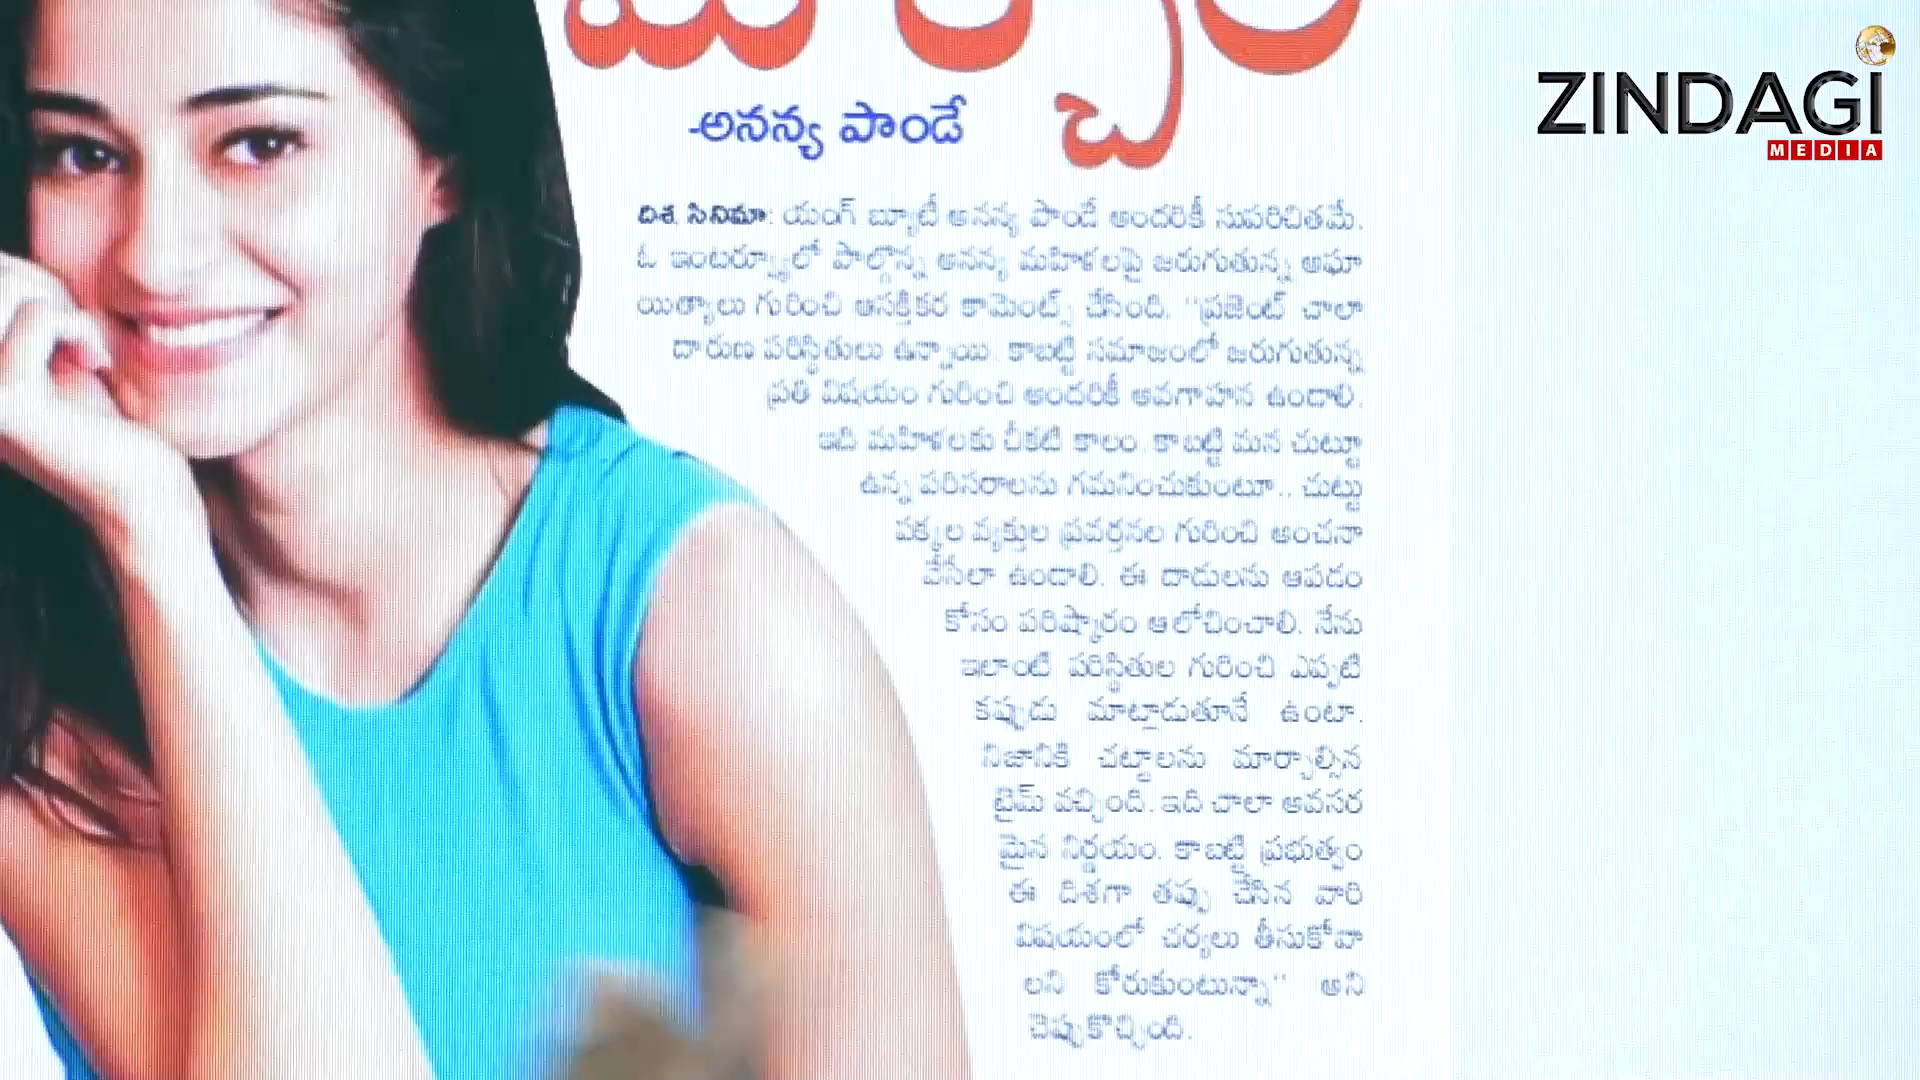 మార్చాలి
-అనన్య పాండే
దిశ, సినిమా: యంగ్ బ్యూటీ అనన్య పాండే అందరికీ సుపరిచితమే.
ఓ ఇంటర్వ్యూలో పాల్గొన్న అనన్య మహిళలపై జరుగుతున్న అఘా
యిత్యాలు గురించి ఆసక్తికర కామెంట్స్ చేసింది. "ప్రజెంట్ చాలా
దారుణ పరిస్థితులు ఉన్నాయి. కాబట్టి సమాజంలో జరుగుతున్న
ప్రతి విషయం గురించి అందరికీ అవగాహన ఉండాలి.
ఇది మహిళలకు చీకటి కాలం. కాబట్టి మన చుట్టూ
ఉన్న పరిసరాలను గమనించుకుంటూ.. చుట్టు
పక్కల వ్యక్తుల ప్రవర్తనల గురించి అంచనా
వేసేలా ఉండాలి. ఈ దాడులను ఆపడం
కోసం పరిష్కారం ఆలోచించాలి. నేను
ఇలాంటి పరిస్థితుల గురించి ఎప్పటి
కప్పుడు మాట్లాడుతూనే ఉంటా.
నిజానికి చట్టాలను మార్చాల్సిన
టైమ్ వచ్చింది. ఇది చాలా అవసర
మైన నిర్ణయం. కాబట్టి ప్రభుత్వం
ఈ దిశగా తప్పు చేసిన వారి
విషయంలో చర్యలు తీసుకోవా
లని కోరుకుంటున్నా" అని
చెప్పుకొచ్చింది.
ZINDAGI
MEDIA